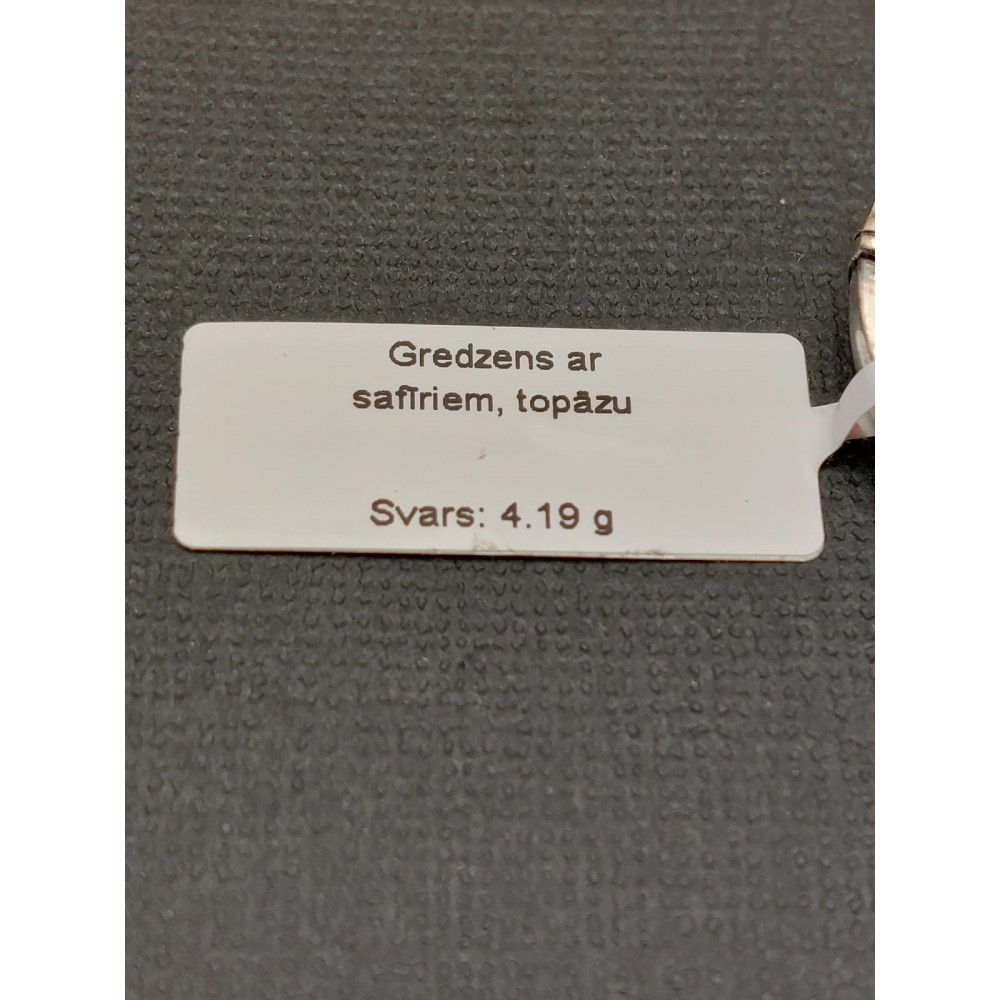 Gredzens ar
safīriem, topāzu
Svars: 4.19 g